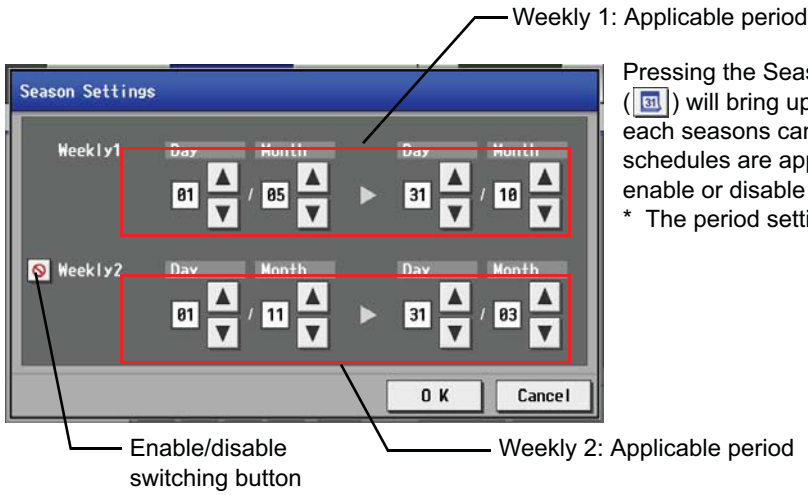 Weekly 1: Applicable period
Pressing the Seas
( 31 ) will bring up
each seasons can
schedules are app
enable or disable
* The period setti
Season Settings
Weekly1
Day Month Day Month
01 / 05 31 / 10
Weekly2
Day Month Day Month
01 / 11 31 / 03
O K Cancel
Enable/disable
switching button
Weekly 2: Applicable period